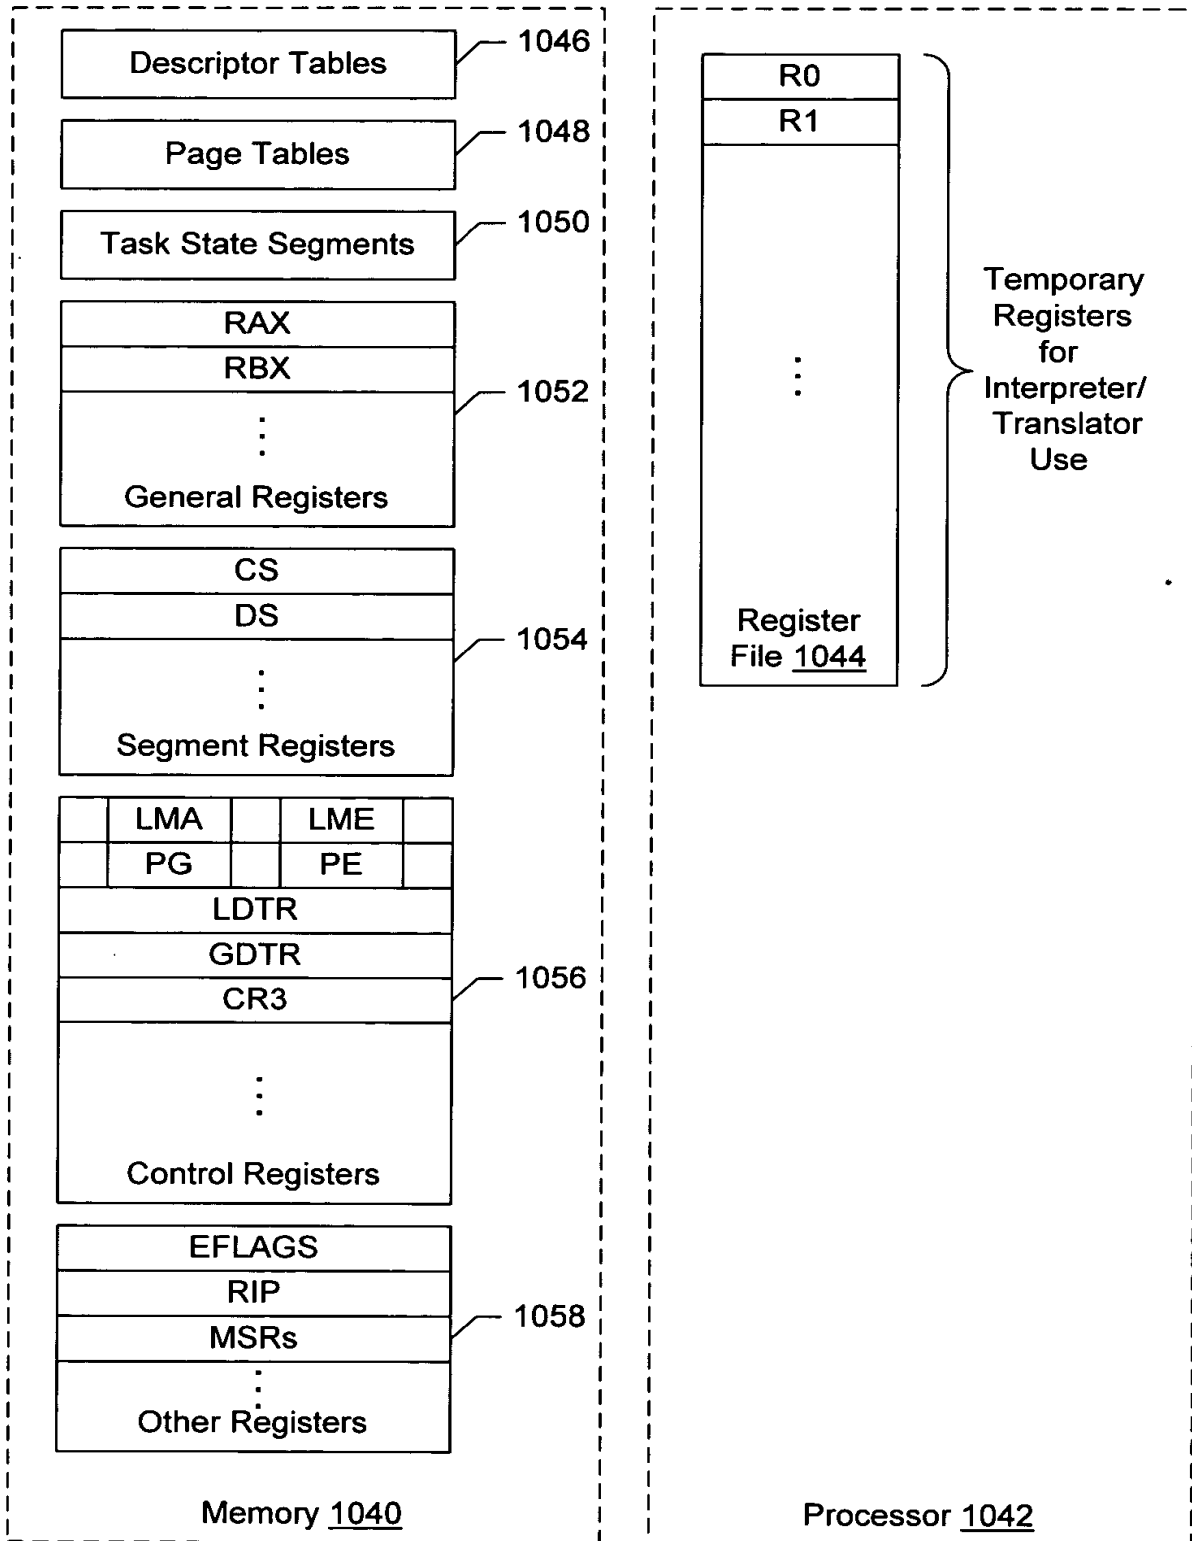 Descriptor Tables
1046
Page Tables
1048
Task State Segments
1050
RAX
RBX
General Registers
1052
CS
DS
Segment Registers
1054
LMA LME
PG PE
LDTR
GDTR
CR3
Control Registers
1056
EFLAGS
RIP
MSRs
Other Registers
1058
Memory 1040
R0
R1
Register
File 1044
Temporary
Registers
for
Interpreter/
Translator
Use
Processor 1042